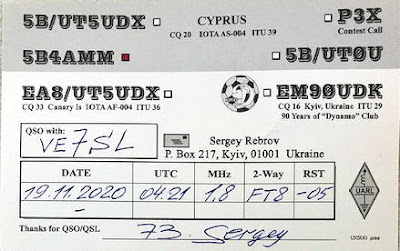 5B/UT5UDX CYPRUS P3X
CQ 20 IOTA AS-004 ITU 39 Contest Call
5B4AMM 5B/UT0U
EA8/UT5UDX EM90UDK
CQ 33 Canary is IOTA AF-004 ITU 36 CQ 16 Kyiv, Ukraine ITU 29
90 Years of "Dynamo" Club
QSO with: VE7SL
Sergey Rebrov
P. Box 217, Kyiv, 01001 Ukraine
DATE UTC MHz 2-Way RST
19.11.2020 04:21 1,8 FT8 -05
-
Thanks for QSO/QSL 73. Sergey
UARL
UX5UO print